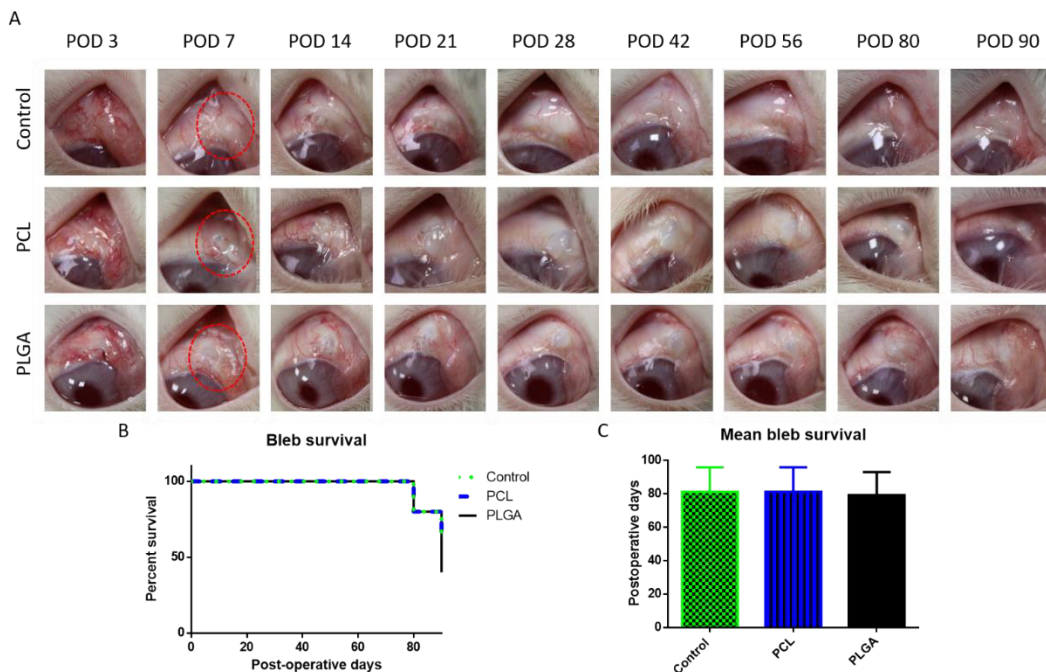 A
POD 3 POD 7 POD 14 POD 21 POD 28 POD 42 POD 56 POD 80 POD 90
Control
PCL
PLGA
B
Bleb survival
Percent survival
100
50
0
0 20 40 60 80
Post-operative days
Control
PCL
PLGA
C
Mean bleb survival
Postoperative days
100
80
60
40
20
0
Control PCL PLGA